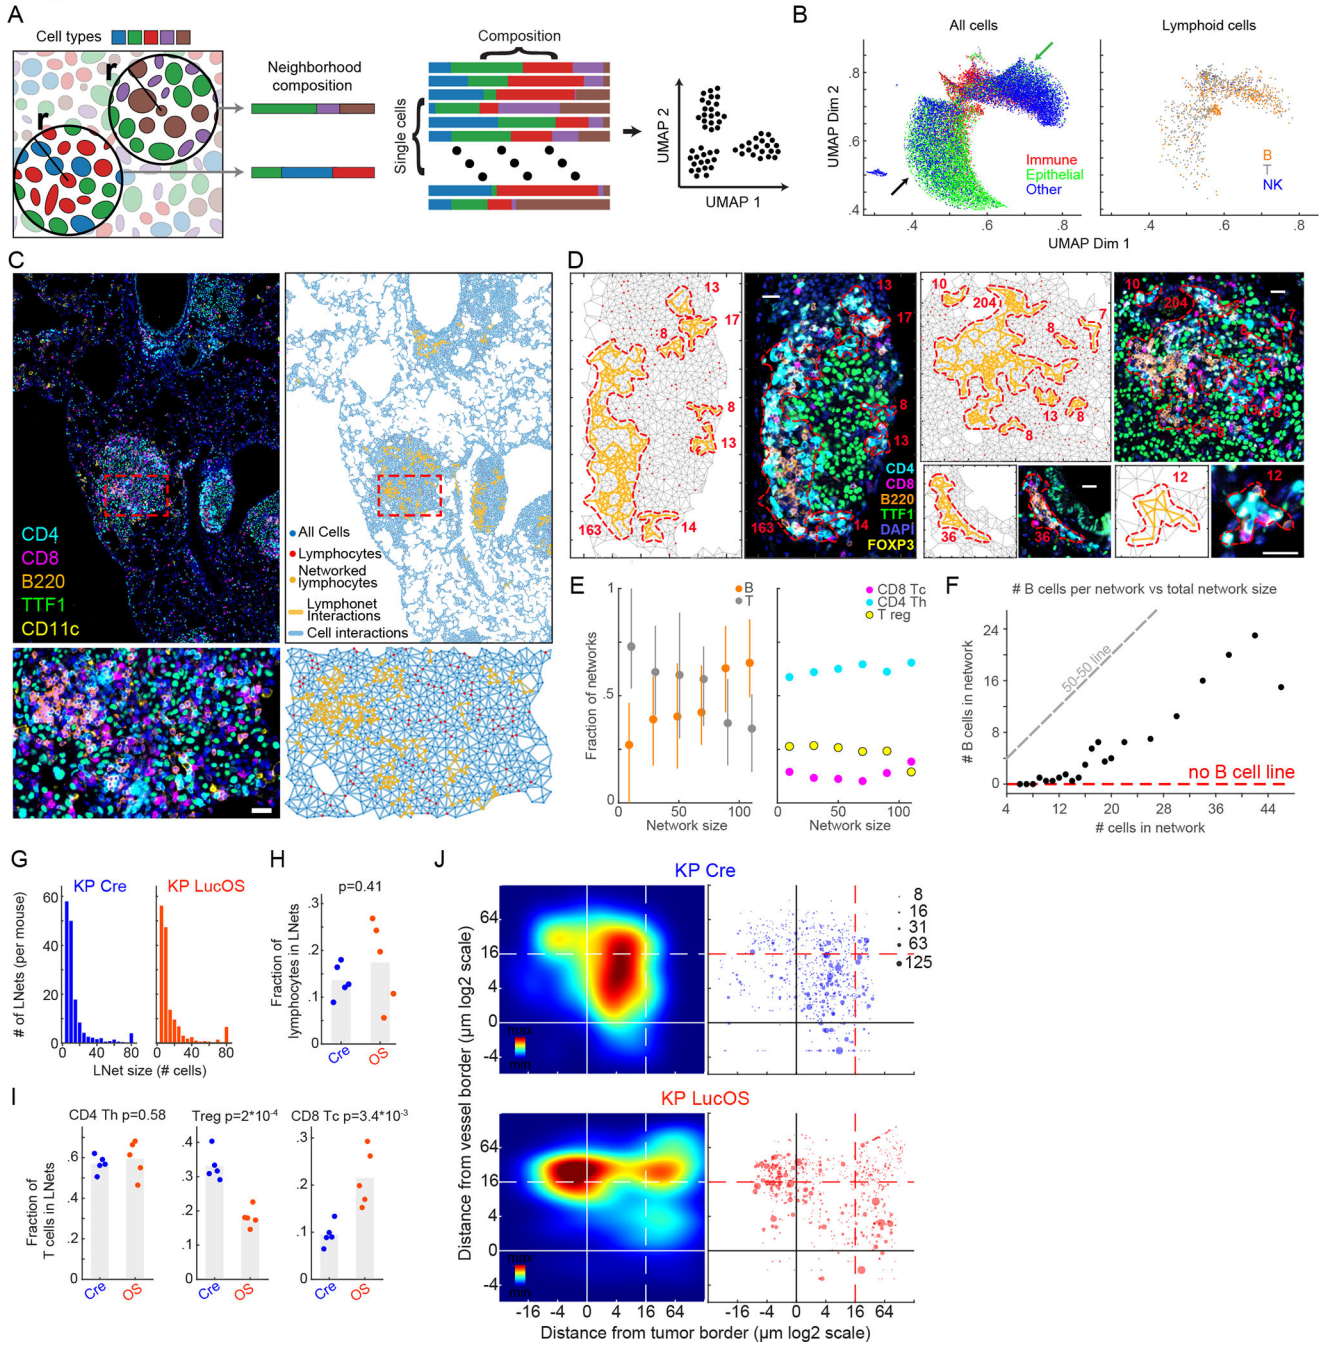 A
Cell types
r
r
Neighborhood
composition
Composition
Single cells
UMAP 2
UMAP 1
B
All cells
Lymphoid cells
UMAP Dim 2
.8
.6
.4
Immune
Epithelial
Other
B
T
NK
.4
.6
.8
.4
.6
.8
UMAP Dim 1
C
CD4
CD8
B220
TTF1
CD11c
All Cells
Lymphocytes
Networked
lymphocytes
Lymphonet
Interactions
Cell interactions
D
13
17
8
8
13
163
14
13
17
8
13
163
14
CD4
CD8
B220
TTF1
DAPI
FOXP3
10
204
7
8
8
13
8
8
10
204
7
36
36
12
12
E
Fraction of networks
1
.5
0
B
T
0
50
100
Network size
CD8 Tc
CD4 Th
T reg
0
50
100
Network size
F
# B cells per network vs total network size
# B cells in network
24
16
8
0
50-50 line
no B cell line
4
12
20
28
36
44
# cells in network
G
KP Cre
KP LucOS
# of LNets (per mouse)
60
40
20
0
0
40
80
0
40
80
LNet size (# cells)
H
p=0.41
Fraction of
lymphocytes in LNets
.3
.2
.1
0
Cre
OS
I
CD4 Th p=0.58
Treg p=2*10-4
CD8 Tc p=3.4*10-3
Fraction of
T cells in LNets
.6
.4
.2
0
.4
.3
.2
.1
0
.3
.2
.1
0
Cre
OS
Cre
OS
Cre
OS
J
KP Cre
64
16
4
0
-4
max
min
8
16
31
63
125
KP LucOS
64
16
4
0
-4
max
min
Distance from vessel border (µm log2 scale)
-16
-4
0
4
16
64
-16
-4
0
4
16
64
Distance from tumor border (µm log2 scale)